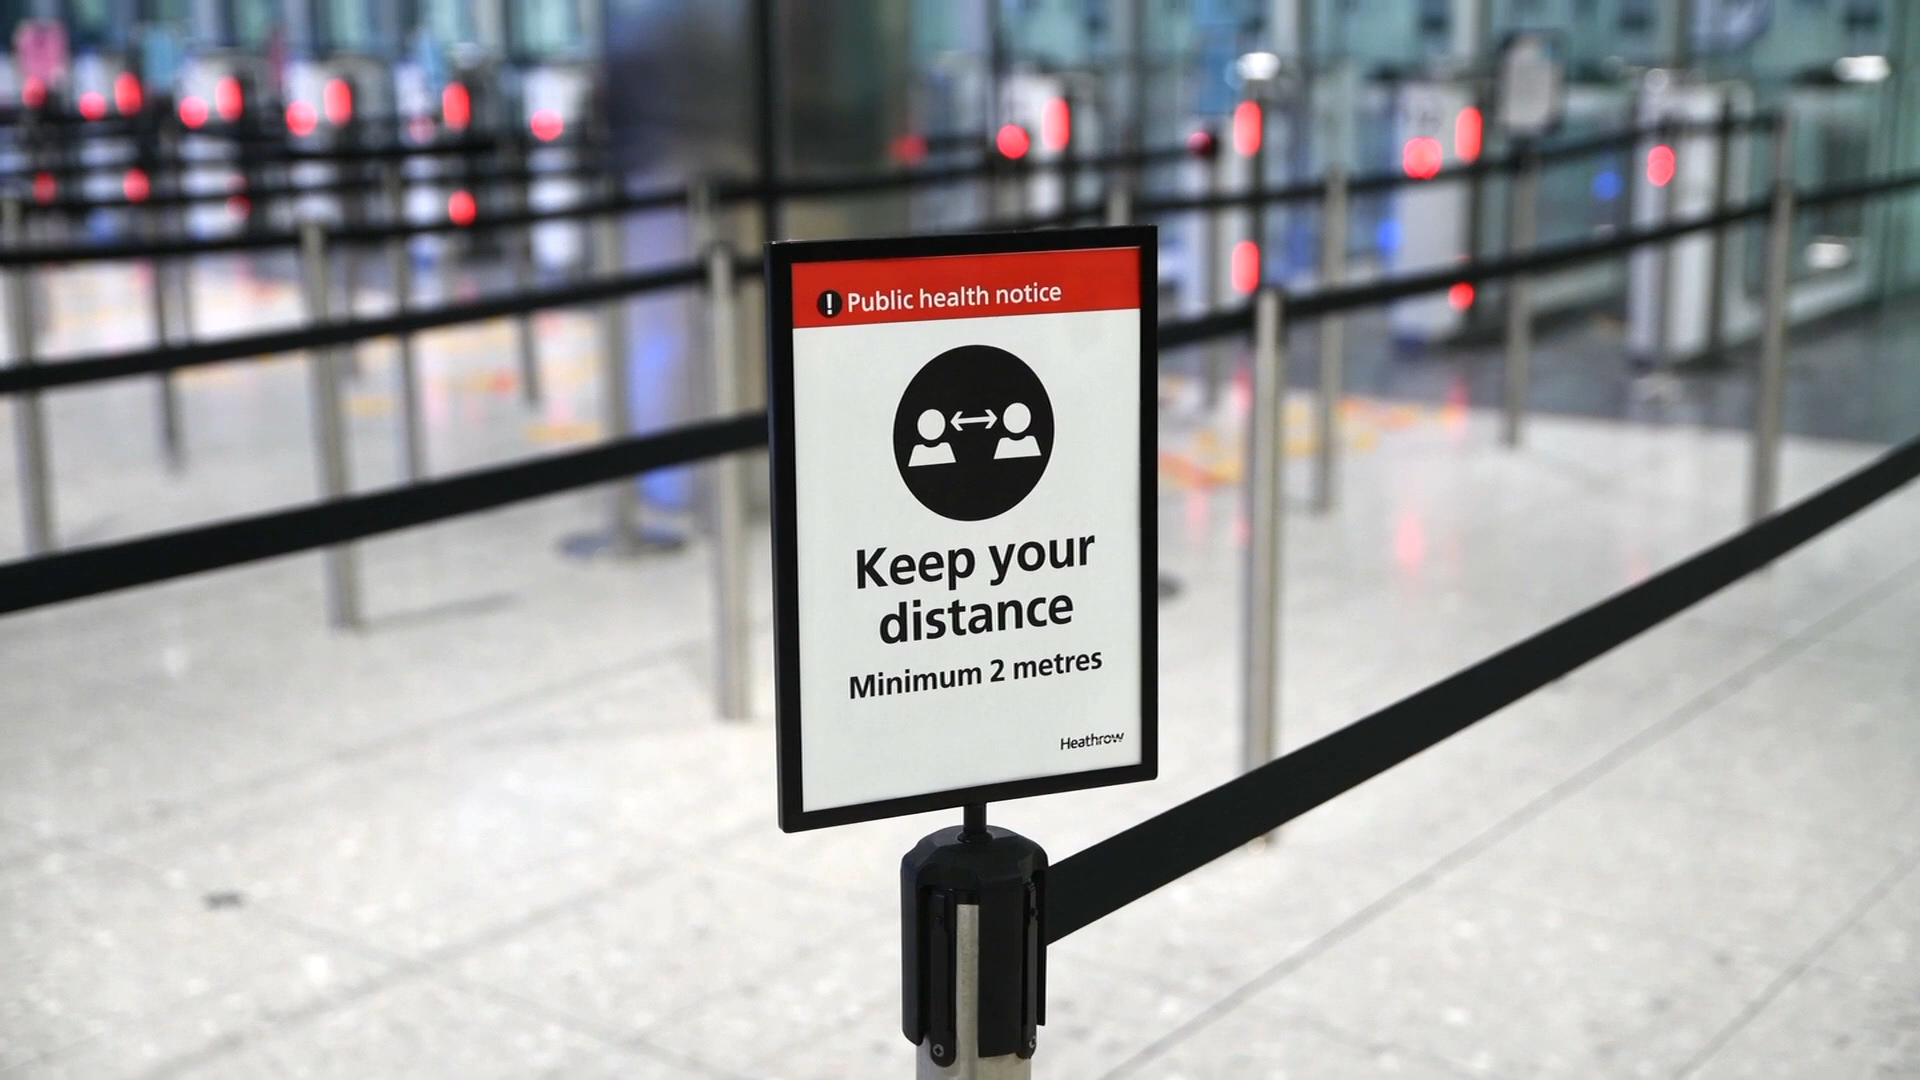 ! Public health notice
Keep your
distance
Minimum 2 metres
Heathrow